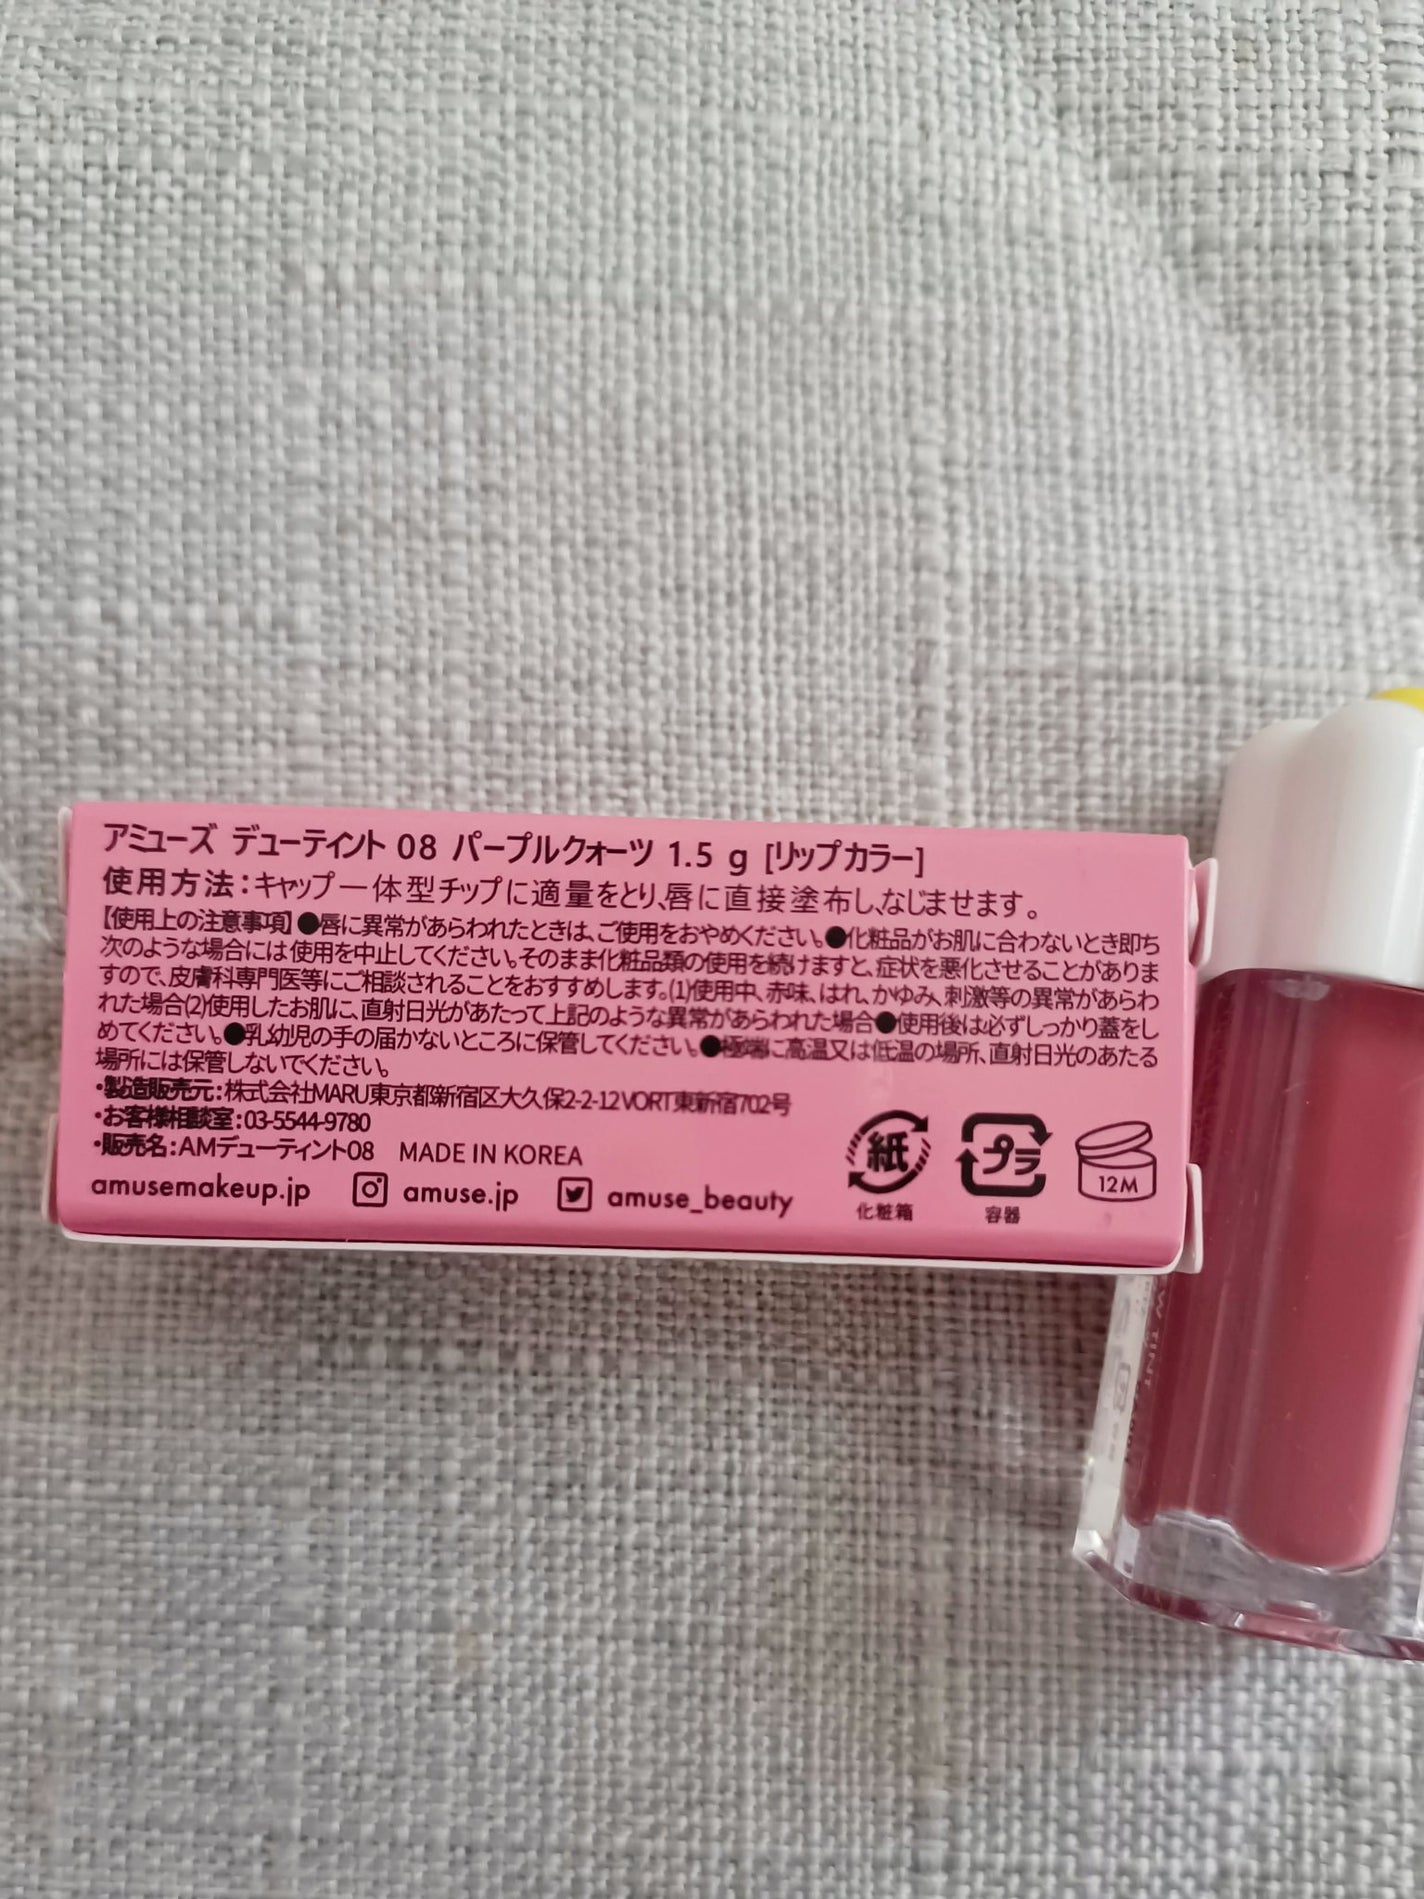 アミューズ デューティント 08 パープルクォーツ 1.5 g [リップカラー]
使用方法:キャップ一体型チップに適量をとり、唇に直接塗布し、なじませます。
【使用上の注意事項】●唇に異常があらわれたときは、ご使用をおやめください。●化粧品がお肌に合わないとき即ち
次のような場合には使用を中止してください。そのまま化粧品類の使用を続けますと、症状を悪化させることがありま
すので、皮膚科専門医等にご相談されることをおすすめします。(1)使用中、赤味、はれ、かゆみ、刺激等の異常があらわ
れた場合(2)使用したお肌に、直射日光があたって上記のような異常があらわれた場合●使用後は必ずしっかり蓋をし
めてください。●乳幼児の手の届かないところに保管してください。●極端に高温又は低温の場所、直射日光のあたる
場所には保管しないでください。
・製造販売元:株式会社MARU東京都新宿区大久保2-2-12VORT東新宿702号
・お客様相談室:03-5544-9780
・販売名:AMデューティント08 MADE IN KOREA
amusemakeup.jp amuse.jp amuse_beauty
紙 プラ 12M
化粧箱 容器